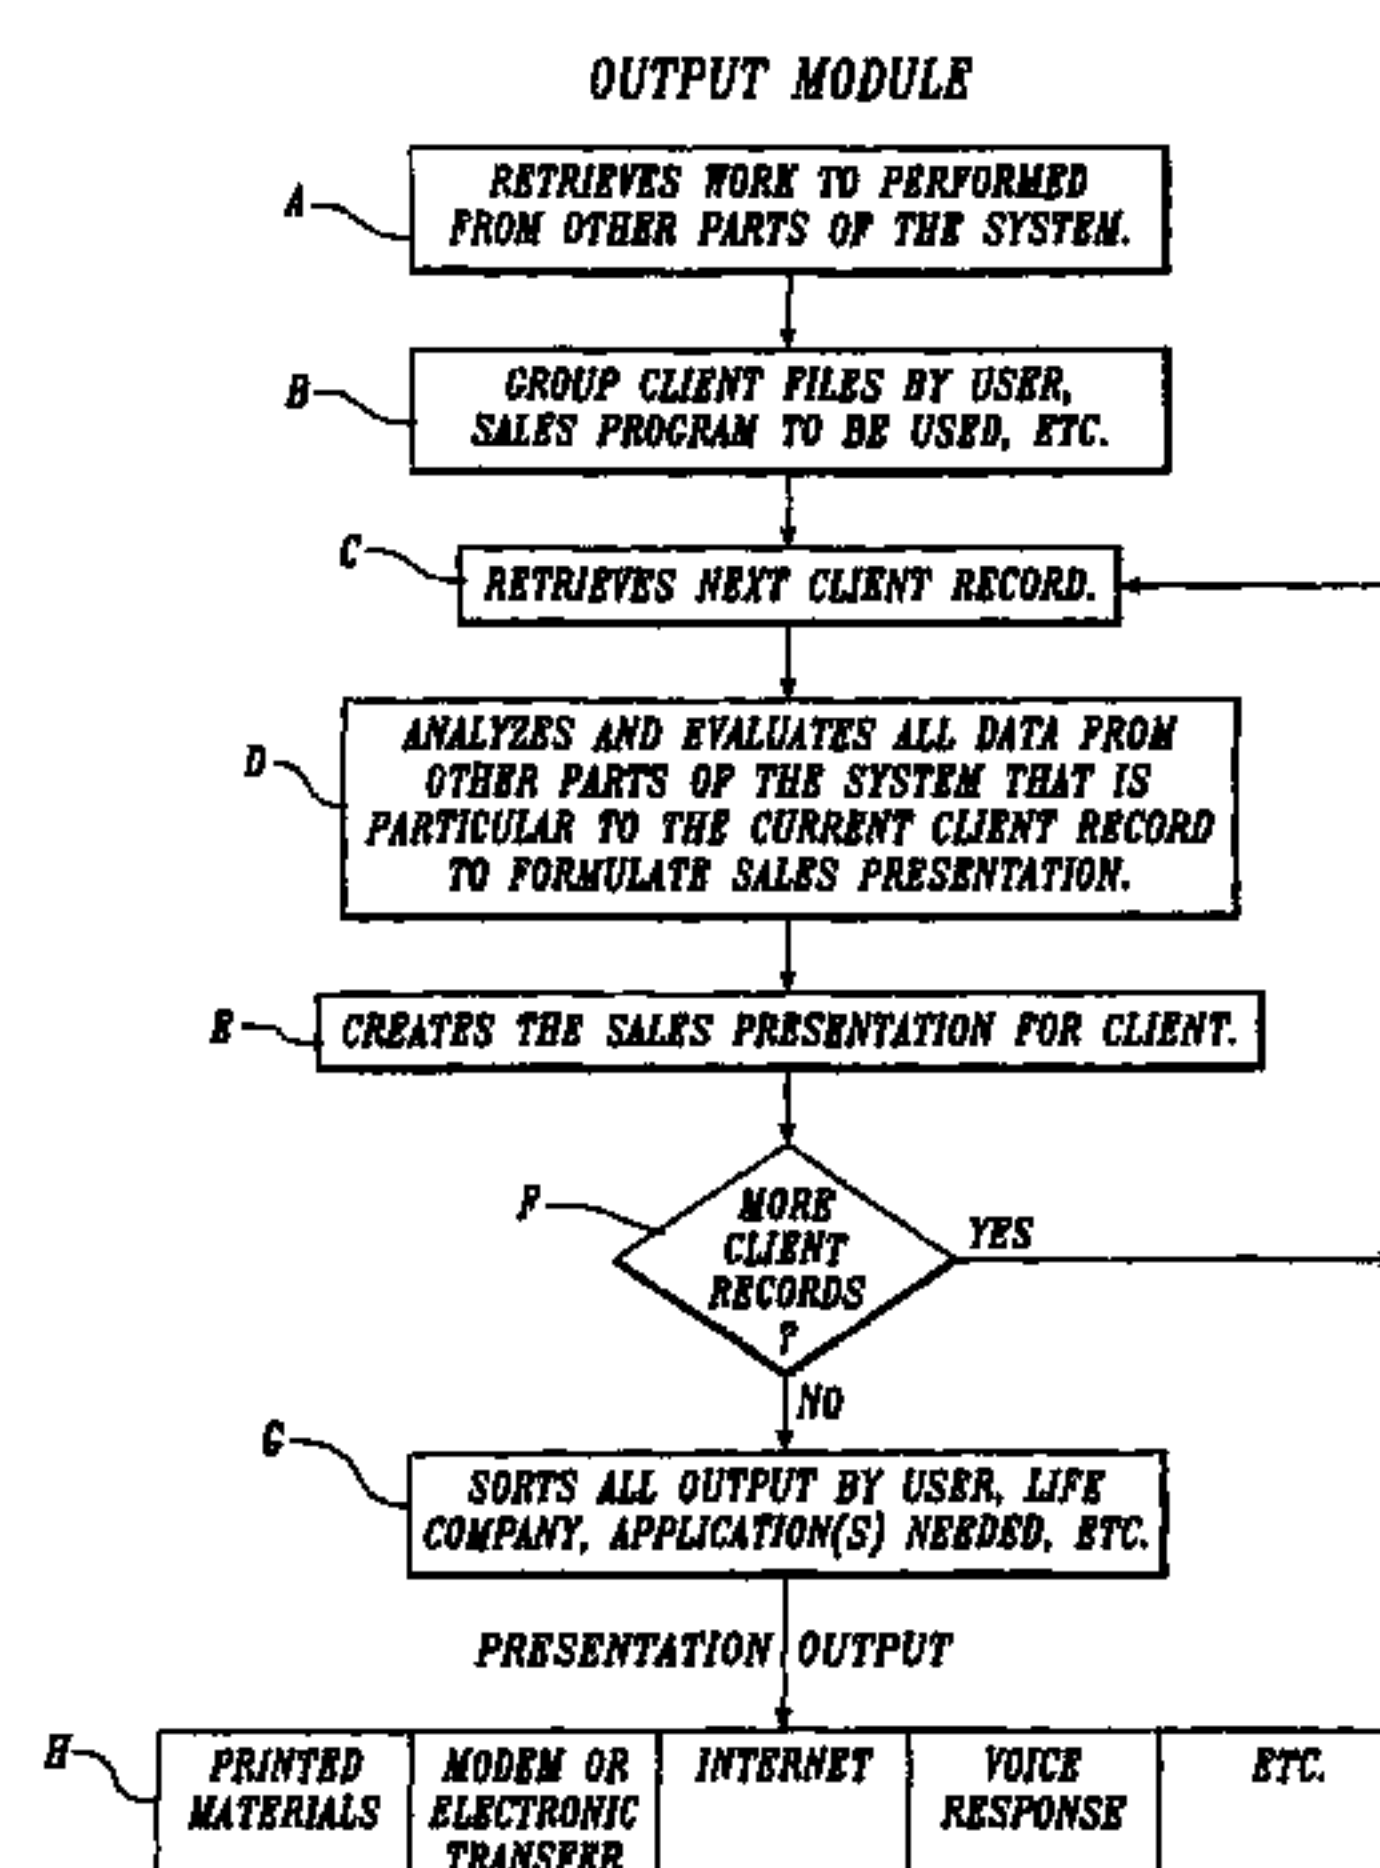 OUTPUT MODULE
A
RETRIEVES WORK TO PERFORMED
FROM OTHER PARTS OF THE SYSTEM.
B
GROUP CLIENT FILES BY USER,
SALES PROGRAM TO BE USED, ETC.
C
RETRIEVES NEXT CLIENT RECORD.
D
ANALYZES AND EVALUATES ALL DATA FROM
OTHER PARTS OF THE SYSTEM THAT IS
PARTICULAR TO THE CURRENT CLIENT RECORD
TO FORMULATE SALES PRESENTATION.
E
CREATES THE SALES PRESENTATION FOR CLIENT.
F
MORE
CLIENT
RECORDS
?
YES
NO
G
SORTS ALL OUTPUT BY USER, LIFE
COMPANY, APPLICATION(S) NEEDED, ETC.
PRESENTATION OUTPUT
H
PRINTED
MATERIALS
MODEM OR
ELECTRONIC
TRANSFER
INTERNET
VOICE
RESPONSE
ETC.